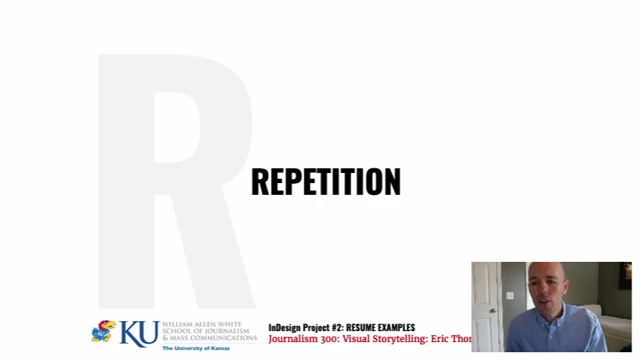 R
REPETITION
KU
WILLIAM ALLEN WHITE
SCHOOL OF JOURNALISM
& MASS COMMUNICATIONS
The University of Kansas
InDesign Project #2: RESUME EXAMPLES
Journalism 300: Visual Storytelling: Eric Thor